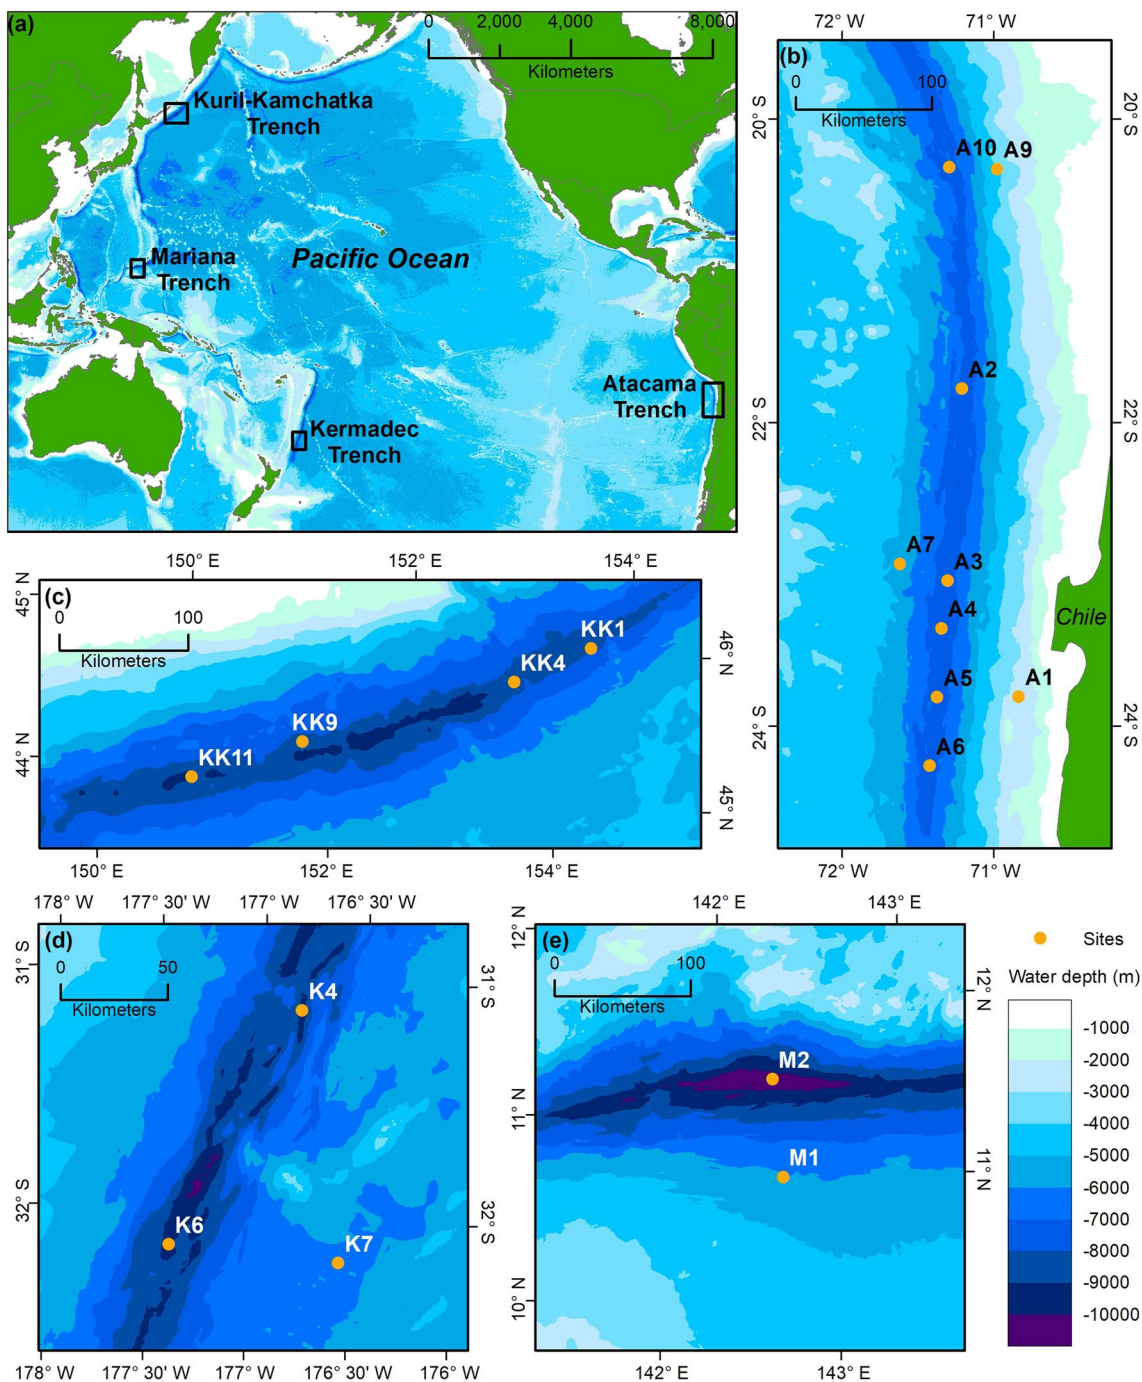 (a)
0 2,000 4,000 8,000
Kilometers
Kuril-Kamchatka
Trench
Mariana
Trench
Pacific Ocean
Atacama
Trench
Kermadec
Trench
72° W 71° W
(b)
0 100
Kilometers
20° S
20° S
A10 A9
A2
22° S
22° S
A7
A3
A4
Chile
A5
A1
24° S
24° S
A6
72° W 71° W
150° E 152° E 154° E
45° N
(c)
0 100
Kilometers
KK1
46° N
KK4
KK9
KK11
44° N
45° N
150° E 152° E 154° E
178° W 177° 30' W 177° W 176° 30' W
(d)
31° S
31° S
0 50
Kilometers
K4
32° S
32° S
K6
K7
178° W 177° 30' W 177° W 176° 30' W 176° W
142° E 143° E
12° N
(e)
0 100
Kilometers
12° N
M2
11° N
M1
11° N
10° N
142° E 143° E
Sites
Water depth (m)
-1000
-2000
-3000
-4000
-5000
-6000
-7000
-8000
-9000
-10000